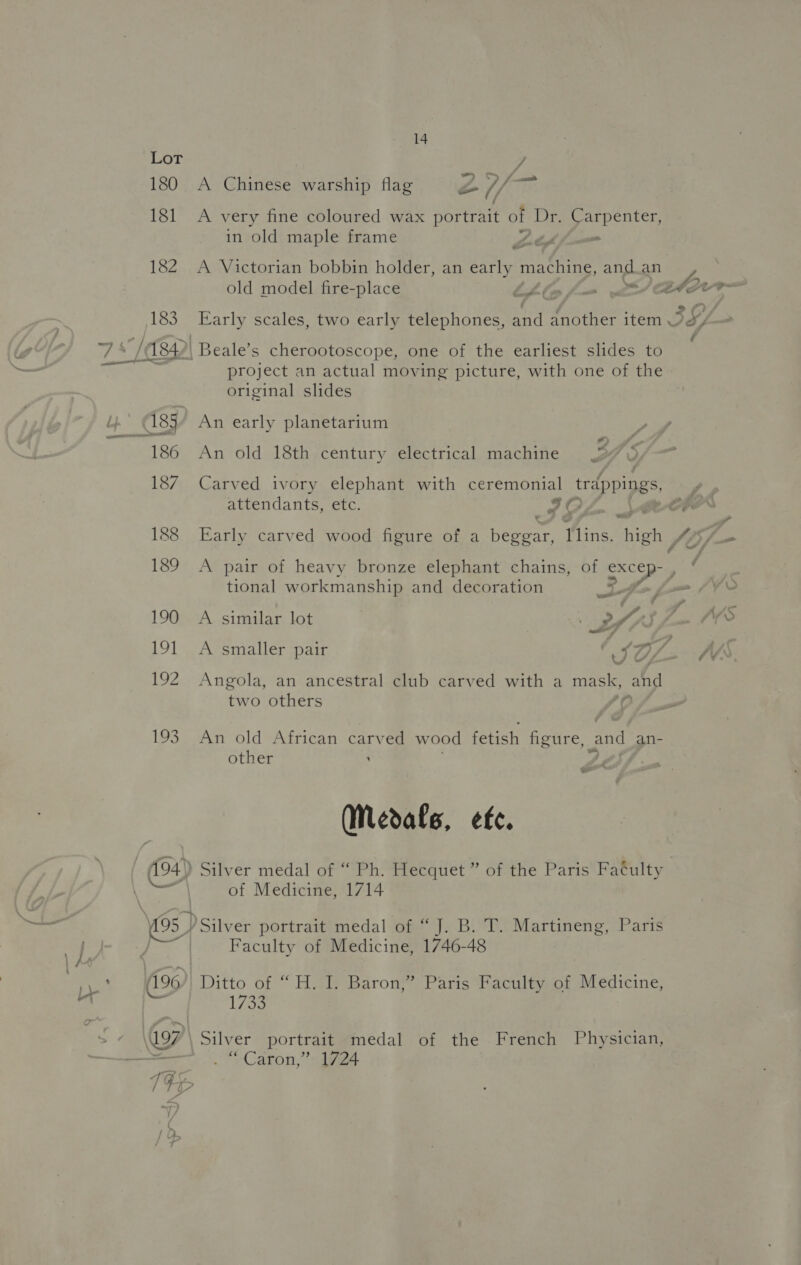 14
LOT
180 A Chinese warship flag 27/-
181 A very fine coloured wax portrait of Dr. Carpenter,
in old maple frame
182 A Victorian bobbin holder, an early machine, and an
old model fire-place
183 Early scales, two early telephones, and another item
184 Beale's cherootoscope, one of the earliest slides to
project an actual moving picture, with one of the
original slides
185 An early planetarium
186 An old 18th century electrical machine
187 Carved ivory elephant with ceremonial trappings,
attendants, etc.
188 Early carved wood figure of a beggar, 11ins. high
189 A pair of heavy bronze elephant chains, of excep-
tional workmanship and decoration
190 A similar lot
191 A smaller pair
192 Angola, an ancestral club carved with a mask, and
two others
193 An old African carved wood fetish figure, and an-
other
Medals, etc.
194 Silver medal of “ Ph. Hecquet ” of the Paris Faculty
of Medicine, 1714
195 Silver portrait medal of “ J. B. T. Martineng, Paris
Faculty of Medicine, 1746-48
196 Ditto of “ H. I. Baron,” Paris Faculty of Medicine,
1733
197 Silver portrait medal of the French Physician,
“ Caron,” 1724